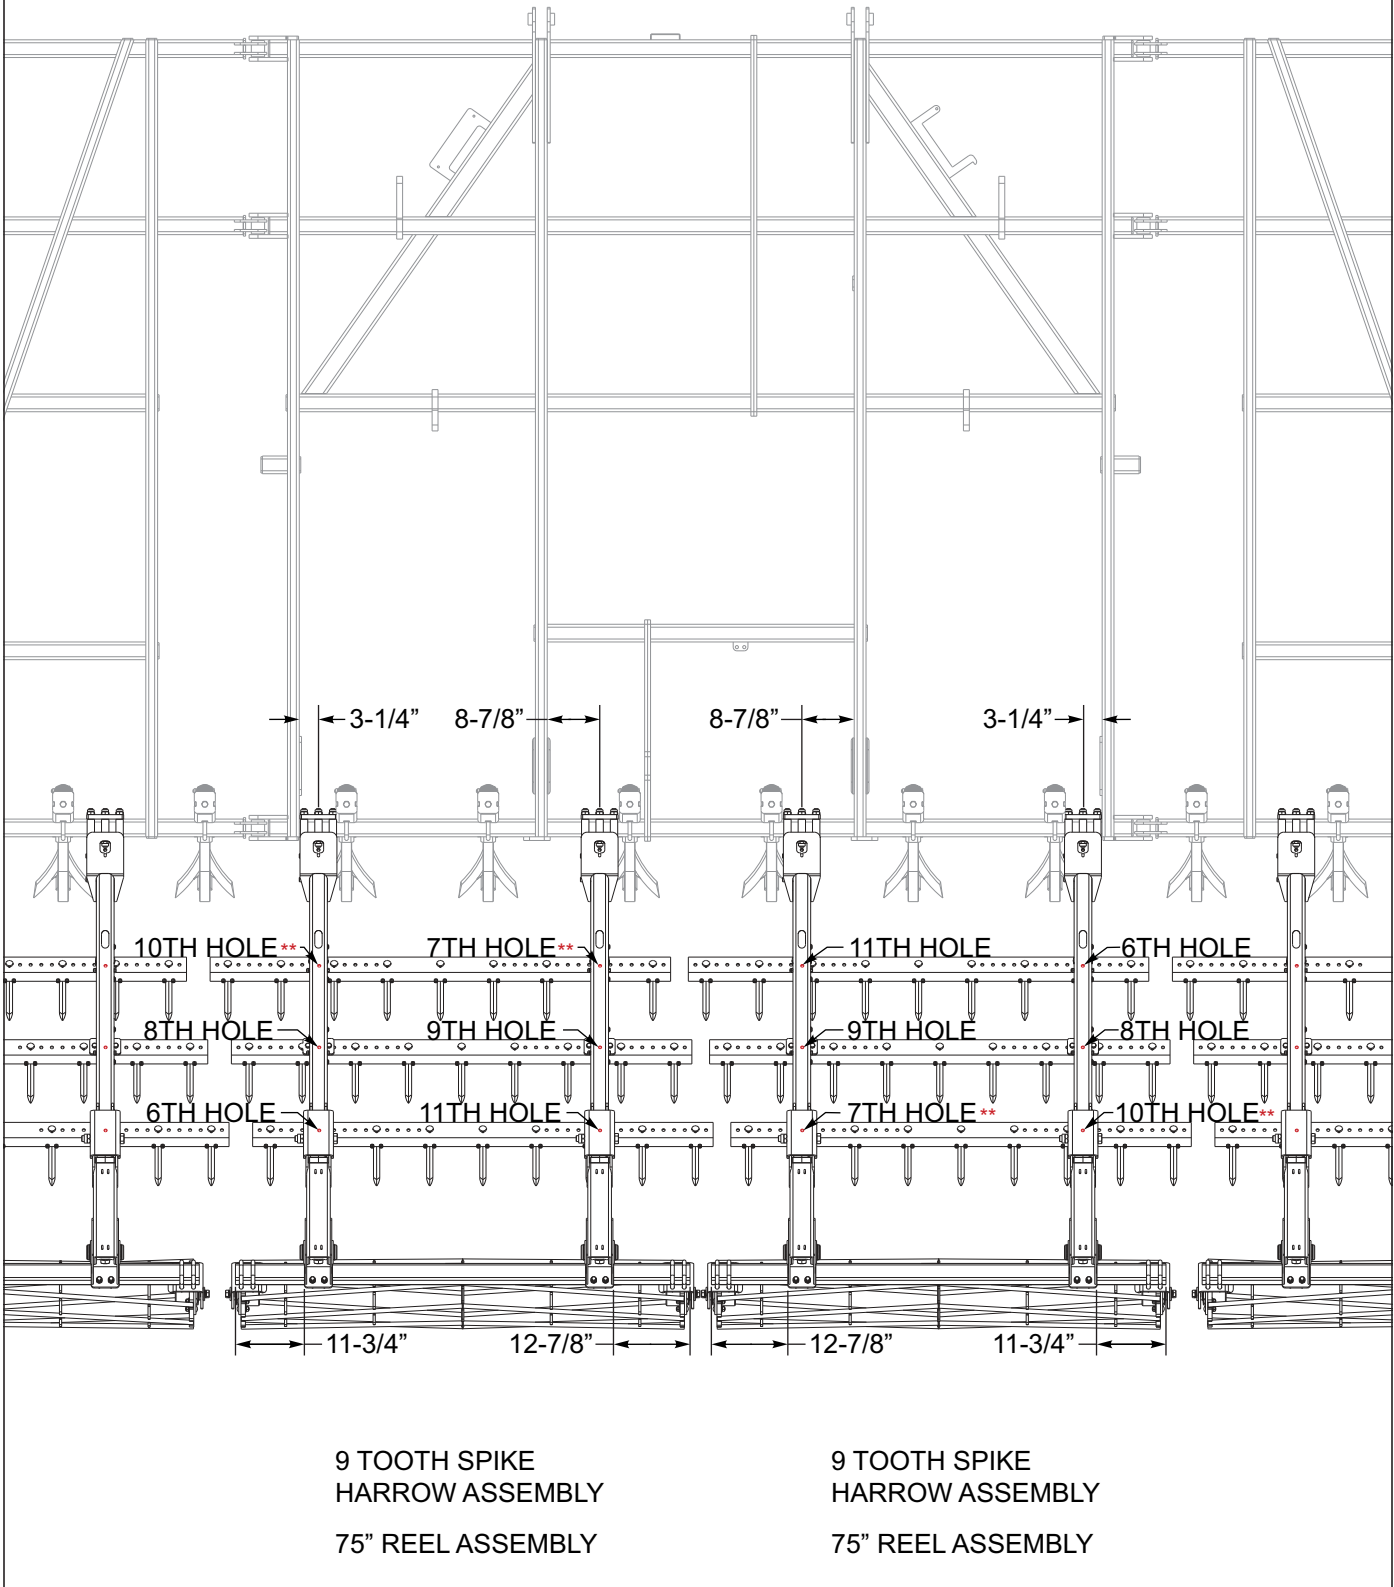 3-1/4” 8-7/8” 8-7/8” 3-1/4”
10TH HOLE** 7TH HOLE** 11TH HOLE 6TH HOLE
8TH HOLE 9TH HOLE 9TH HOLE 8TH HOLE
6TH HOLE 11TH HOLE 7TH HOLE** 10TH HOLE**
11-3/4” 12-7/8” 12-7/8” 11-3/4”
9 TOOTH SPIKE
HARROW ASSEMBLY
75” REEL ASSEMBLY
9 TOOTH SPIKE
HARROW ASSEMBLY
75” REEL ASSEMBLY